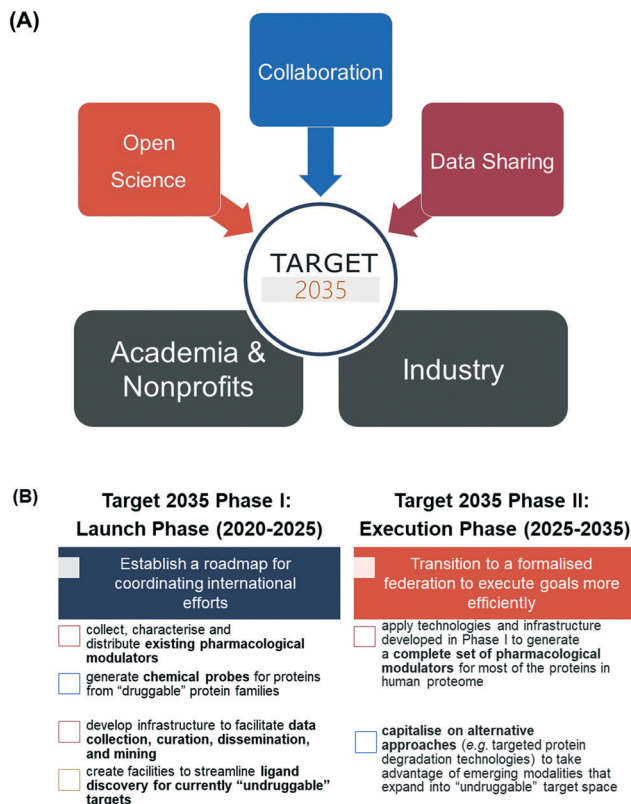 (A)
Collaboration
Open
Science
Data Sharing
TARGET
2035
Academia &
Nonprofits
Industry
(B)
Target 2035 Phase I:
Launch Phase (2020-2025)
Establish a roadmap for
coordinating international
efforts
collect, characterise and
distribute existing pharmacological
modulators
generate chemical probes for proteins
from “druggable” protein families
develop infrastructure to facilitate data
collection, curation, dissemination,
and mining
create facilities to streamline ligand
discovery for currently “undruggable”
targets
Target 2035 Phase II:
Execution Phase (2025-2035)
Transition to a formalised
federation to execute goals more
efficiently
apply technologies and infrastructure
developed in Phase I to generate
a complete set of pharmacological
modulators for most of the proteins in
human proteome
capitalise on alternative
approaches (e.g. targeted protein
degradation technologies) to take
advantage of emerging modalities that
expand into “undruggable” target space